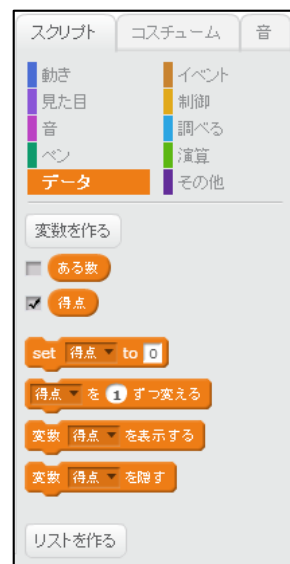 スクリプト コスチューム 音
動き イベント
見た目 制御
音 調べる
ペン 演算
データ その他
変数を作る
ある数
得点
set 得点 to 0
得点 を 1 ずつ変える
変数 得点 を表示する
変数 得点 を隠す
リストを作る